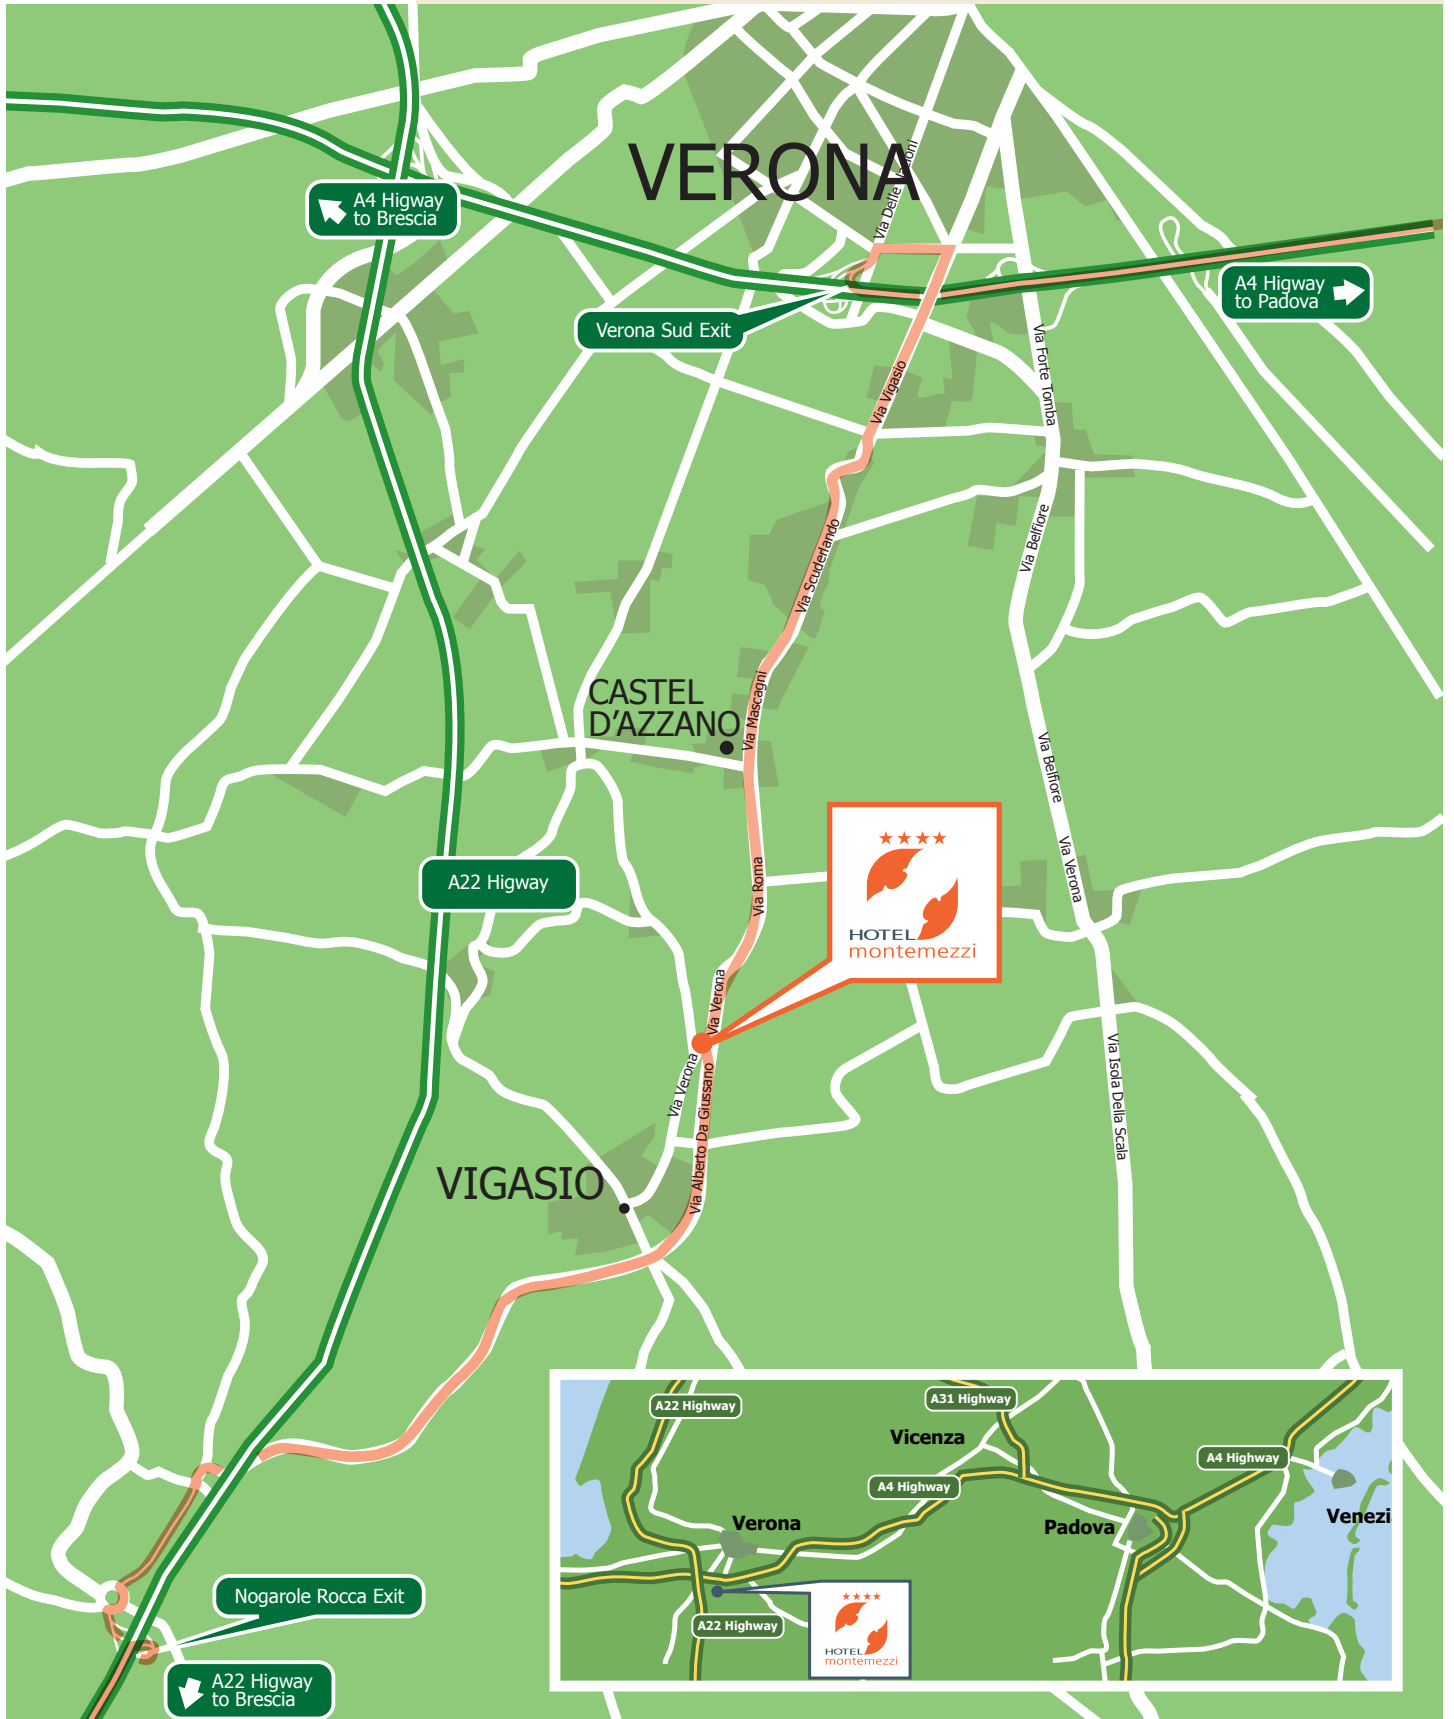 VERONA
Via Delle Nazioni
A4 Higway
to Brescia
A4 Higway
to Padova
Verona Sud Exit
Via Forte Tomba
Via Vigasio
Via Belfiore
Via Scuderlando
CASTEL
D'AZZANO
Via Mascagni
Via Belfiore
★★★★
Via Verona
A22 Higway
Via Roma
HOTEL
montemezzi
Via Verona
Via Verona
Via Isola Della Scala
Via Alberto Da Giussano
VIGASIO
A22 Highway
A31 Highway
Vicenza
A4 Highway
A4 Highway
Verona
Padova
Venezi
Nogarole Rocca Exit
★★★★
A22 Highway
HOTEL
montemezzi
A22 Higway
to Brescia